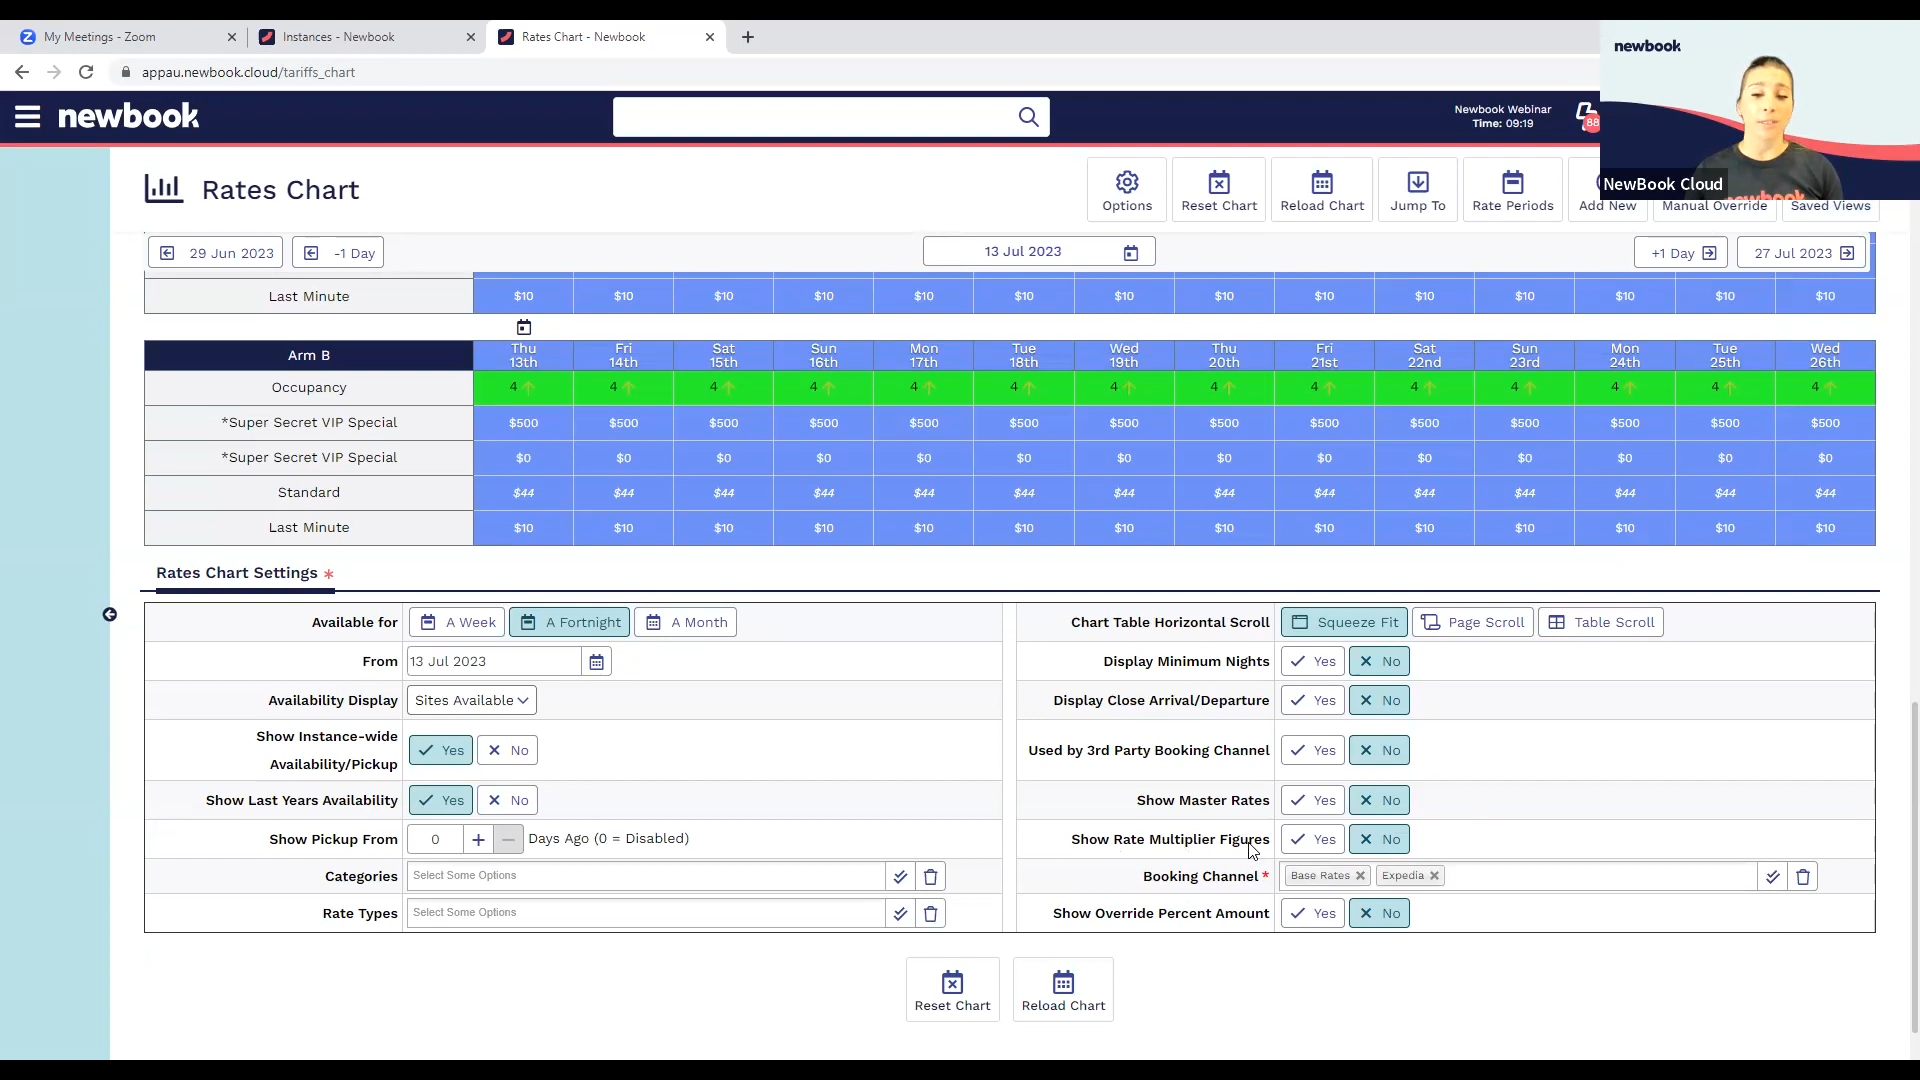 My Meetings - Zoom
Instances - Newbook
Rates Chart - Newbook
appau.newbook.cloud/tariffs_chart
newbook
newbook
Newbook Webinar
Time: 09:19
88
NewBook Cloud
newbook
Rates Chart
Options
Reset Chart
Reload Chart
Jump To
Rate Periods
Add New
Manual Override
Saved Views
29 Jun 2023
-1 Day
13 Jul 2023
+1 Day
27 Jul 2023
Last Minute $10 $10 $10 $10 $10 $10 $10 $10 $10 $10 $10 $10 $10 $10
Arm B Thu 13th Fri 14th Sat 15th Sun 16th Mon 17th Tue 18th Wed 19th Thu 20th Fri 21st Sat 22nd Sun 23rd Mon 24th Tue 25th Wed 26th
Occupancy 4 4 4 4 4 4 4 4 4 4 4 4 4 4
*Super Secret VIP Special $500 $500 $500 $500 $500 $500 $500 $500 $500 $500 $500 $500 $500 $500
*Super Secret VIP Special $0 $0 $0 $0 $0 $0 $0 $0 $0 $0 $0 $0 $0 $0
Standard $44 $44 $44 $44 $44 $44 $44 $44 $44 $44 $44 $44 $44 $44
Last Minute $10 $10 $10 $10 $10 $10 $10 $10 $10 $10 $10 $10 $10 $10
Rates Chart Settings *
Available for A Week A Fortnight A Month
From 13 Jul 2023
Availability Display Sites Available
Show Instance-wide
Availability/Pickup Yes No
Show Last Years Availability Yes No
Show Pickup From 0 + − Days Ago (0 = Disabled)
Categories Select Some Options
Rate Types Select Some Options
Chart Table Horizontal Scroll Squeeze Fit Page Scroll Table Scroll
Display Minimum Nights Yes No
Display Close Arrival/Departure Yes No
Used by 3rd Party Booking Channel Yes No
Show Master Rates Yes No
Show Rate Multiplier Figures Yes No
Booking Channel * Base Rates Expedia
Show Override Percent Amount Yes No
Reset Chart
Reload Chart